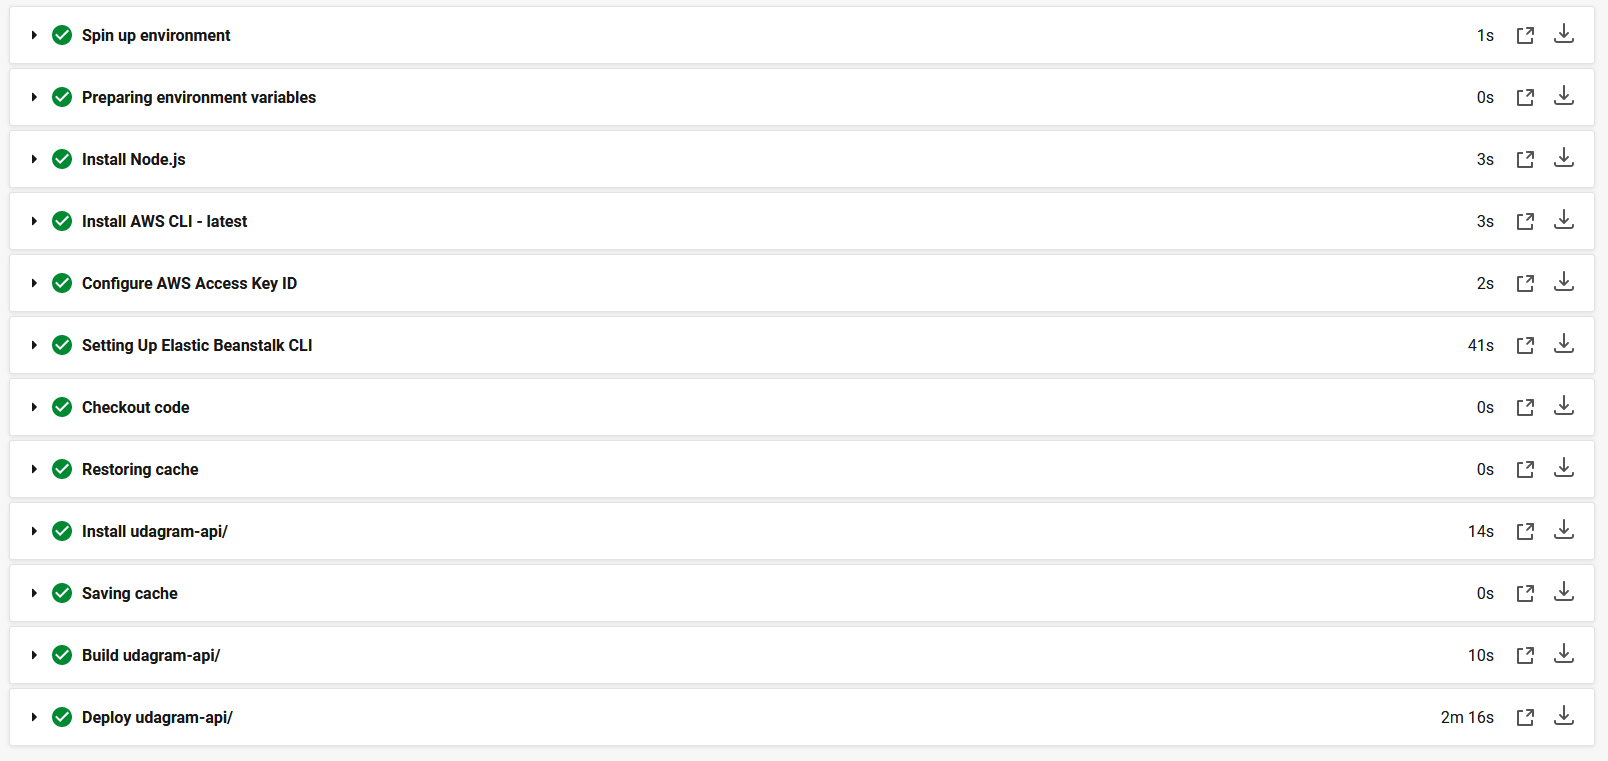 Spin up environment 1s
Preparing environment variables 0s
Install Node.js 3s
Install AWS CLI - latest 3s
Configure AWS Access Key ID 2s
Setting Up Elastic Beanstalk CLI 41s
Checkout code 0s
Restoring cache 0s
Install udagram-api/ 14s
Saving cache 0s
Build udagram-api/ 10s
Deploy udagram-api/ 2m 16s